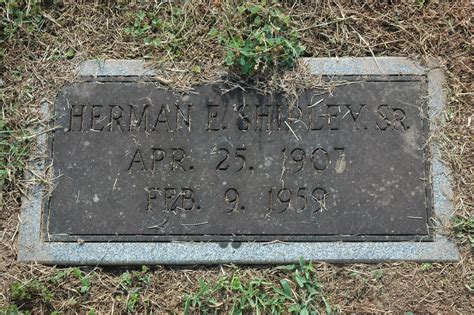 HERMAN E. SHIPLEY. SR.
APR. 25. 1907
FEB. 9. 1959